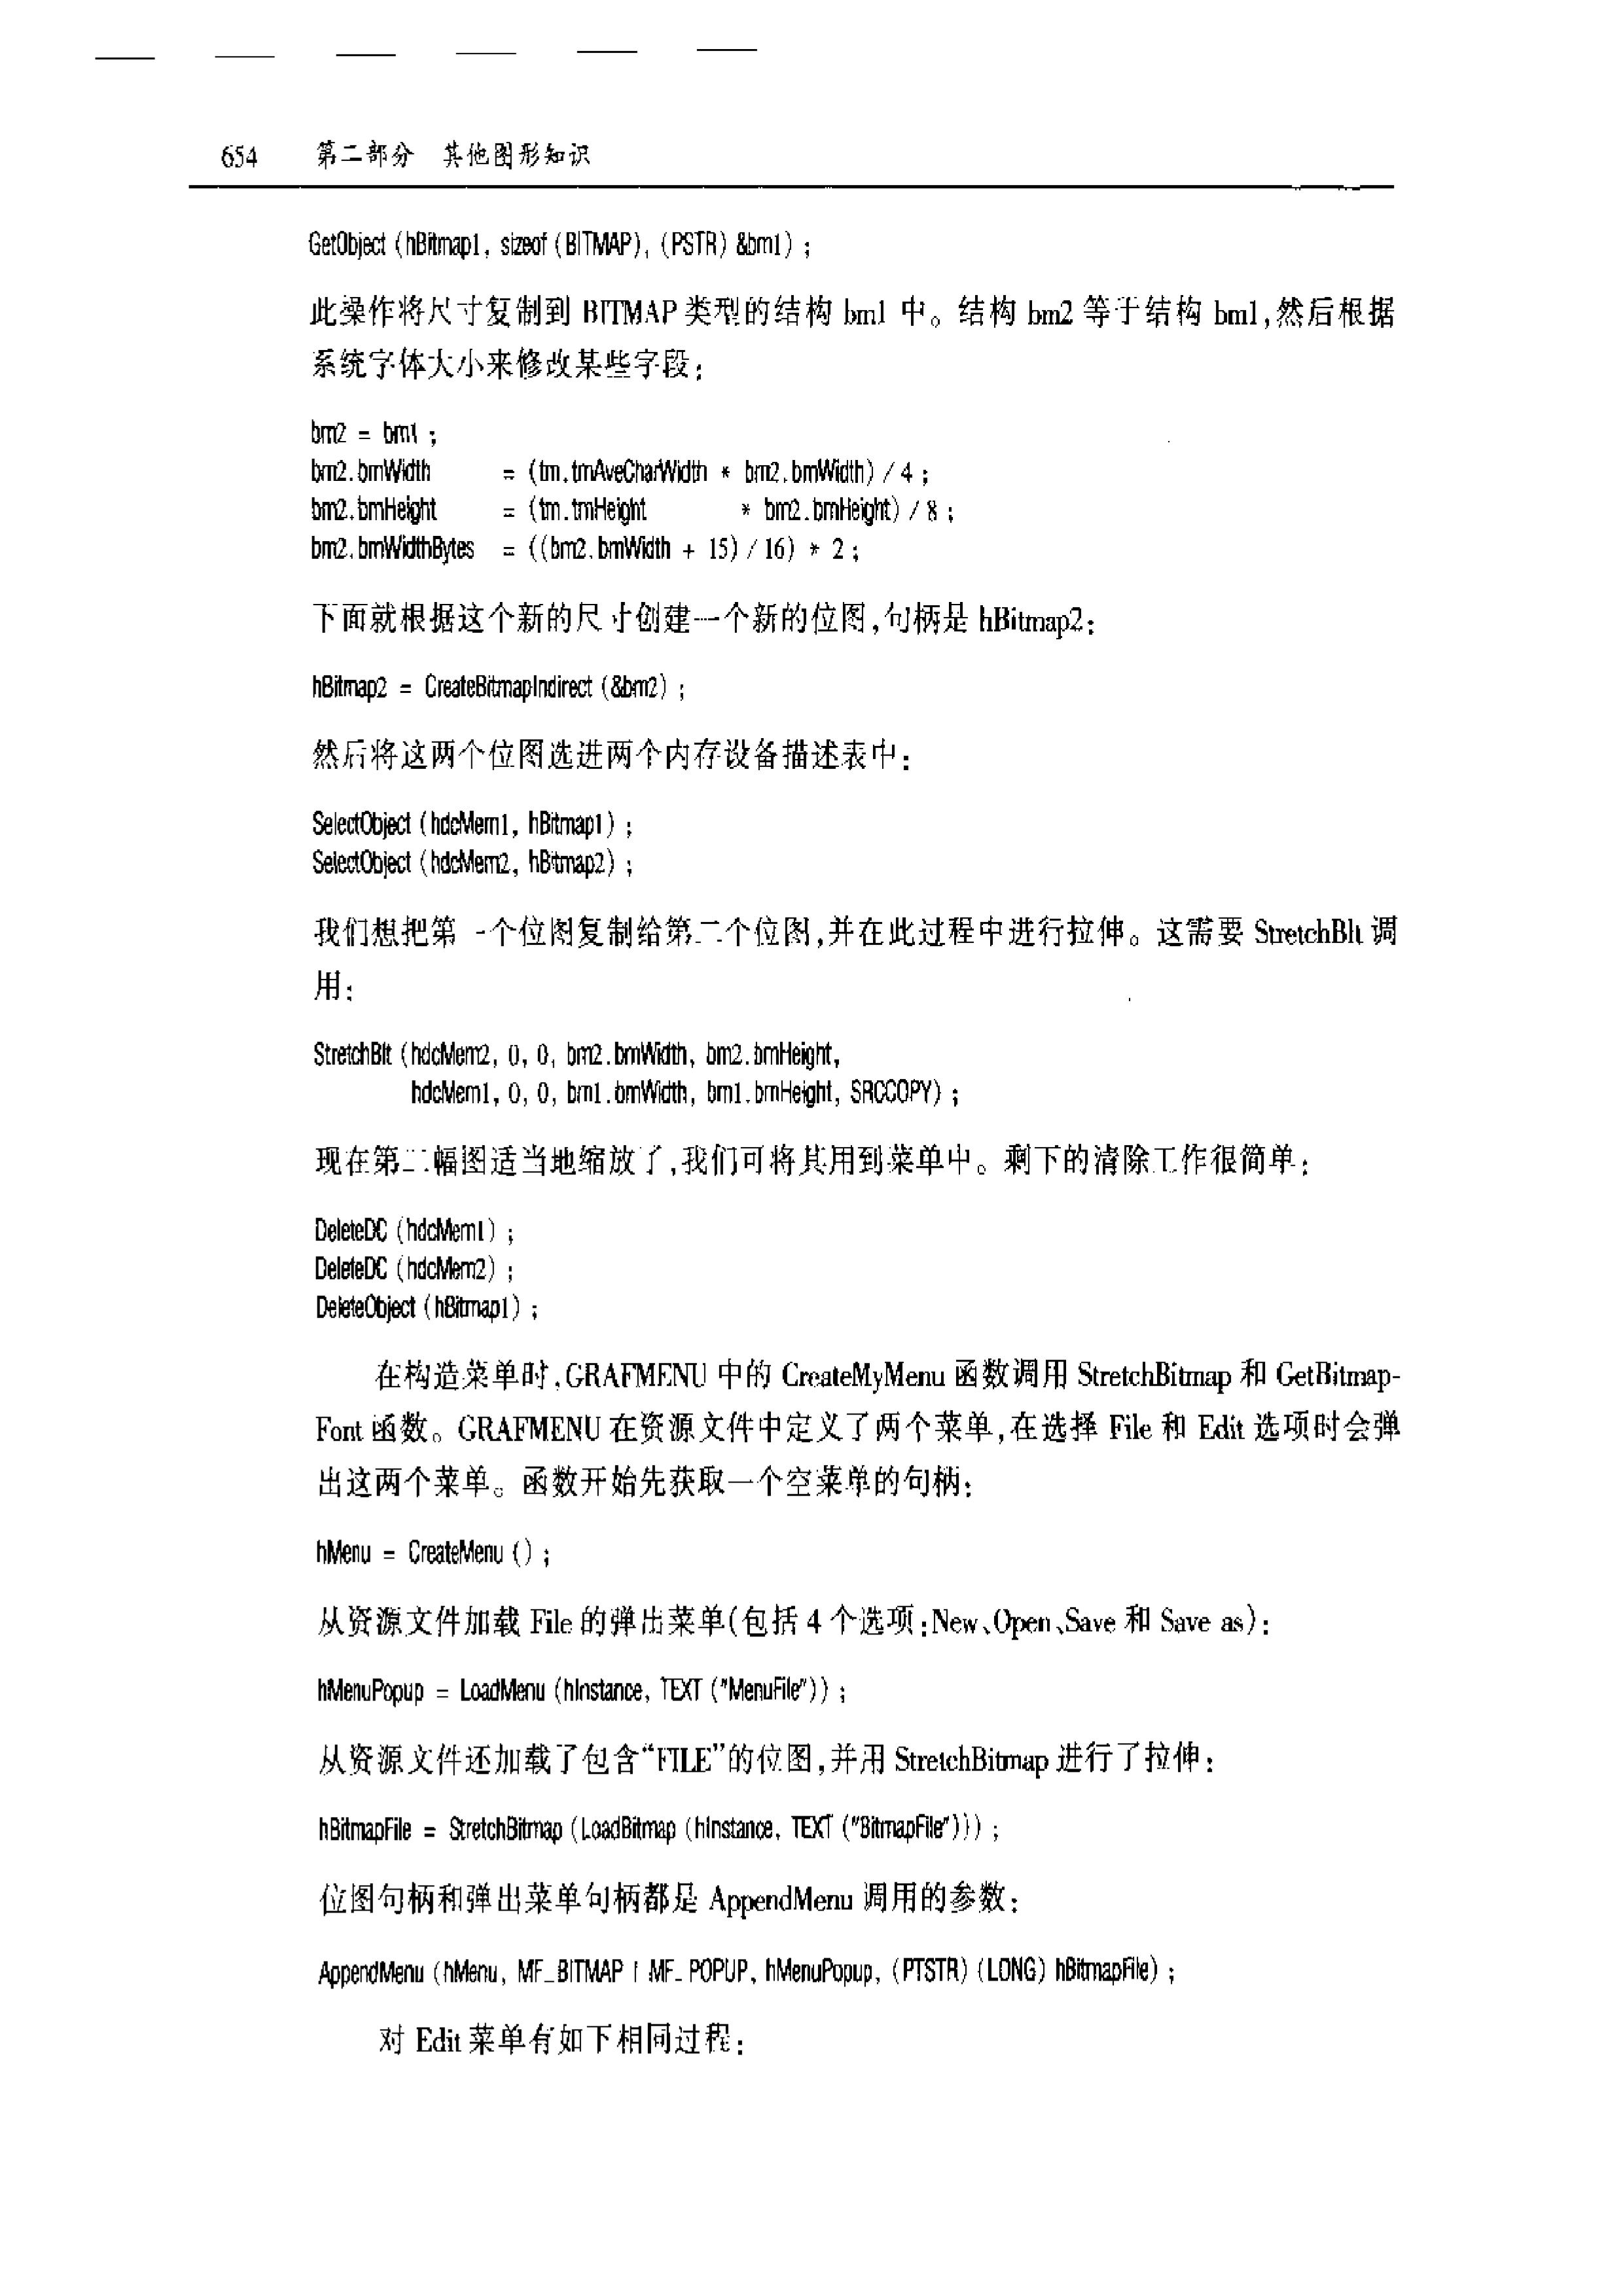 654 第二部分 其他图形知识
GetObject (hBitmap1, sizeof (BITMAP), (PSTR) &bm1) ;
此操作将尺寸复制到 BITMAP 类型的结构 bm1 中。结构 bm2 等于结构 bm1,然后根据
系统字体大小来修改某些字段:
bm2 = bm1 ;
bm2.bmWidth = (tm.tmAveCharWidth * bm2.bmWidth) / 4 ;
bm2.bmHeight = (tm.tmHeight * bm2.bmHeight) / 8 ;
bm2.bmWidthBytes = ((bm2.bmWidth + 15) / 16) * 2 ;
下面就根据这个新的尺寸创建一个新的位图,句柄是 hBitmap2:
hBitmap2 = CreateBitmapIndirect (&bm2) ;
然后将这两个位图选进两个内存设备描述表中:
SelectObject (hdcMem1, hBitmap1) ;
SelectObject (hdcMem2, hBitmap2) ;
我们想把第一个位图复制给第二个位图,并在此过程中进行拉伸。这需要 StretchBlt 调
用:
StretchBlt (hdcMem2, 0, 0, bm2.bmWidth, bm2.bmHeight,
hdcMem1, 0, 0, bm1.bmWidth, bm1.bmHeight, SRCCOPY) ;
现在第二幅图适当地缩放了,我们可将其用到菜单中。剩下的清除工作很简单:
DeleteDC (hdcMem1) ;
DeleteDC (hdcMem2) ;
DeleteObject (hBitmap1) ;
在构造菜单时,GRAFMENU 中的 CreateMyMenu 函数调用 StretchBitmap 和 GetBitmap-
Font 函数。GRAFMENU 在资源文件中定义了两个菜单,在选择 File 和 Edit 选项时会弹
出这两个菜单。函数开始先获取一个空菜单的句柄:
hMenu = CreateMenu () ;
从资源文件加载 File 的弹出菜单(包括 4 个选项:New、Open、Save 和 Save as):
hMenuPopup = LoadMenu (hInstance, TEXT ("MenuFile")) ;
从资源文件还加载了包含“FILE”的位图,并用 StretchBitmap 进行了拉伸:
hBitmapFile = StretchBitmap (LoadBitmap (hInstance, TEXT ("BitmapFile"))) ;
位图句柄和弹出菜单句柄都是 AppendMenu 调用的参数:
AppendMenu (hMenu, MF_BITMAP | MF_POPUP, hMenuPopup, (PTSTR) (LONG) hBitmapFile) ;
对 Edit 菜单有如下相同过程: